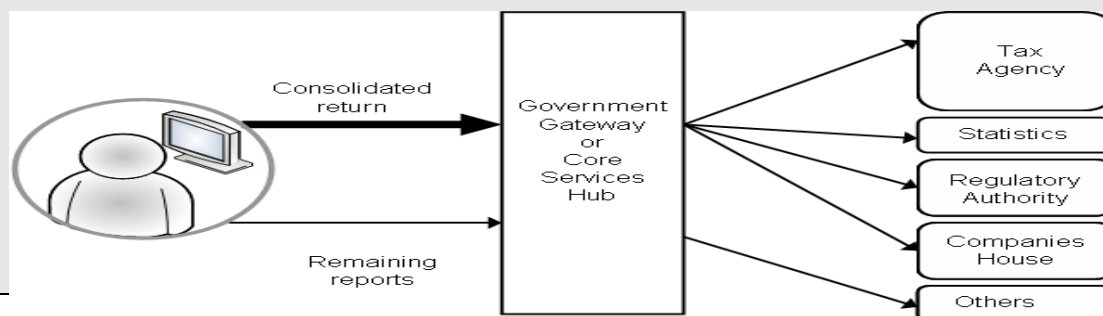 Consolidated
return
Remaining
reports
Government
Gateway
or
Core
Services
Hub
Tax
Agency
Statistics
Regulatory
Authority
Companies
House
Others